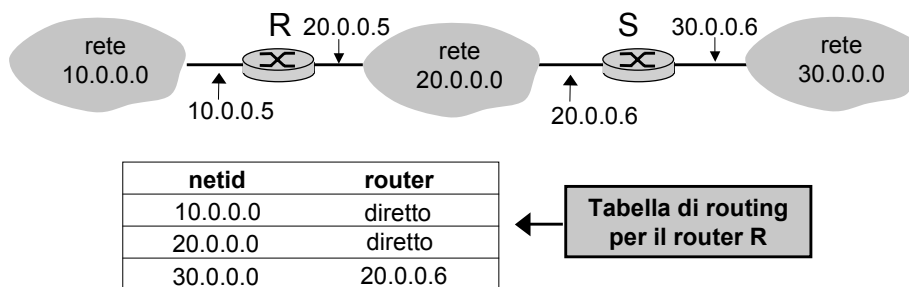 R
20.0.0.5
S
30.0.0.6
rete
10.0.0.0
rete
20.0.0.0
rete
30.0.0.0
10.0.0.5
20.0.0.6
netid router
10.0.0.0 diretto
20.0.0.0 diretto
30.0.0.0 20.0.0.6
Tabella di routing
per il router R